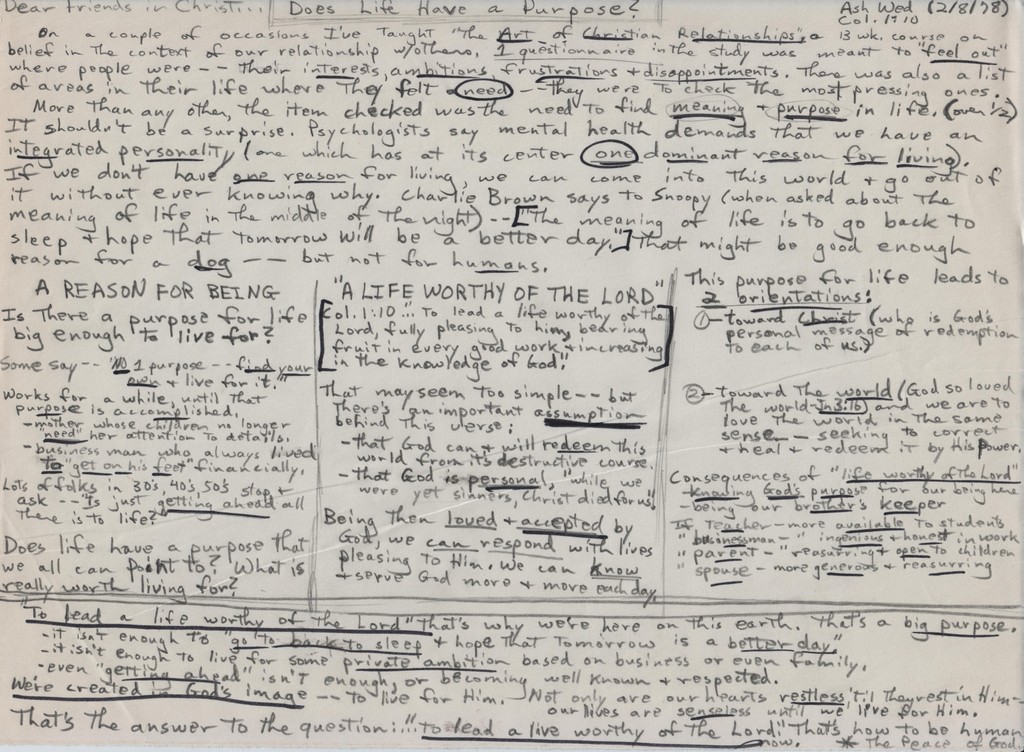 Dear Friends in Christ... Does Life Have a Purpose? Ash Wed (2/8/78)
Col. 1:10
On a couple of occasions I've taught "The Art of Christian Relationships", a 13 wk. course on
belief in the context of our relationship w/others. 1 questionnaire in the study was meant to "feel out"
where people were -- their interests, ambitions, frustrations + disappointments. There was also a list
of areas in their life where they felt need -- they were to check the most pressing ones.
More than any other, the item checked was the need to find meaning + purpose in life. (over 1/2)
It shouldn't be a surprise. Psychologists say mental health demands that we have an
integrated personality, (one which has at its center one dominant reason for living).
If we don't have one reason for living, we can come into this world + go out of
it without ever knowing why. Charlie Brown says to Snoopy (when asked about the
meaning of life in the middle of the night) -- ["The meaning of life is to go back to
sleep + hope that tomorrow will be a better day."] That might be good enough
reason for a dog -- but not for humans.
A REASON FOR BEING
Is there a purpose for life
big enough to live for?
Some say -- "No 1 purpose -- find your
own + live for it."
Works for a while, until that
purpose is accomplished.
-mother whose children no longer
"need" her attention to details.
-business man who always lived
to "get on his feet" financially.
Lots of folks in 30's, 40's, 50's stop +
ask -- "Is just getting ahead all
there is to life?"
Does life have a purpose that
we all can point to? What is
really worth living for?
"A LIFE WORTHY OF THE LORD"
[Col. 1:10 "...To lead a life worthy of the
Lord, fully pleasing to him, bearing
fruit in every good work + increasing
in the knowledge of God."]
That may seem too simple -- but
there's an important assumption
behind this verse:
-that God can + will redeem this
world from its destructive course.
-that God is personal, "while we
were yet sinners, Christ died for us."
Being then loved + accepted by
God, we can respond with lives
pleasing to Him. We can know
+ serve God more + more each day.
This purpose for life leads to
2 orientations:
1 -toward Christ (who is God's
personal message of redemption
to each of us.)
2 -toward the world (God so loved
the world-Jn 3:16) and we are to
love the world in the same
sense -- seeking to correct
+ heal + redeem it by His power.
Consequences of "life worthy of the Lord"
-knowing God's purpose for our being here
-being our brother's keeper
If teacher-more available to students
" businessman-" ingenious + honest in work
" parent-" reasurring + open to children
" spouse-more generous + reasurring
"To lead a life worthy of the Lord" that's why we're here on this earth. That's a big purpose.
-it isn't enough to "go to back to sleep + hope that tomorrow is a better day."
-it isn't enough to live for some private ambition based on business or even family.
-even "getting ahead" isn't enough, or becoming well known + respected.
We're created in God's image -- to live for Him. Not only are our hearts restless 'til they rest in Him-
our lives are senseless until we live for Him.
That's the answer to the question: "..To lead a live worthy of the Lord." That's how to be human
now. * The Peace of God